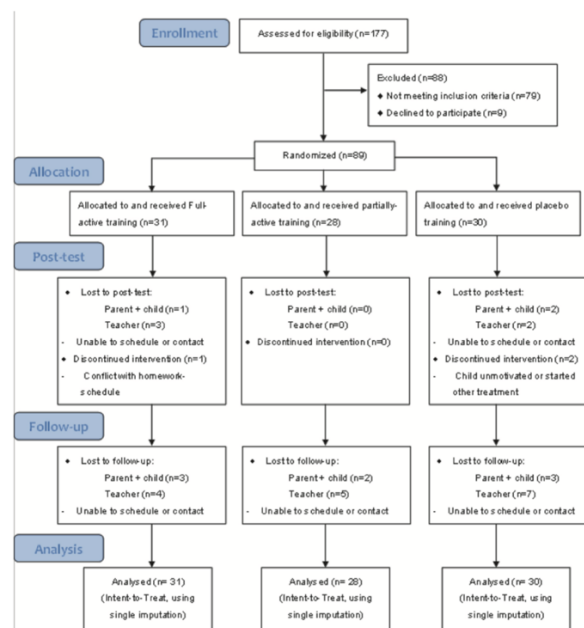 Enrollment
Assessed for eligibility (n=177)
Excluded (n=88)
◆ Not meeting inclusion criteria (n=79)
◆ Declined to participate (n=9)
Randomized (n=89)
Allocation
Allocated to and received Full-
active training (n=31)
Allocated to and received partially-
active training (n=28)
Allocated to and received placebo
training (n=30)
Post-test
◆ Lost to post-test:
Parent + child (n=1)
Teacher (n=3)
- Unable to schedule or contact
◆ Discontinued intervention (n=1)
- Conflict with homework-
schedule
◆ Lost to post-test:
Parent + child (n=0)
Teacher (n=0)
◆ Discontinued intervention (n=0)
◆ Lost to post-test:
Parent + child (n=2)
Teacher (n=2)
- Unable to schedule or contact
◆ Discontinued intervention (n=2)
- Child unmotivated or started
other treatment
Follow-up
◆ Lost to follow-up:
Parent + child (n=3)
Teacher (n=4)
- Unable to schedule or contact
◆ Lost to follow-up:
Parent + child (n=2)
Teacher (n=5)
- Unable to schedule or contact
◆ Lost to follow-up:
Parent + child (n=3)
Teacher (n=7)
- Unable to schedule or contact
Analysis
Analysed (n= 31)
(Intent-to-Treat, using
single imputation)
Analysed (n= 28)
(Intent-to-Treat, using
single imputation)
Analysed (n= 30)
(Intent-to-Treat, using
single imputation)